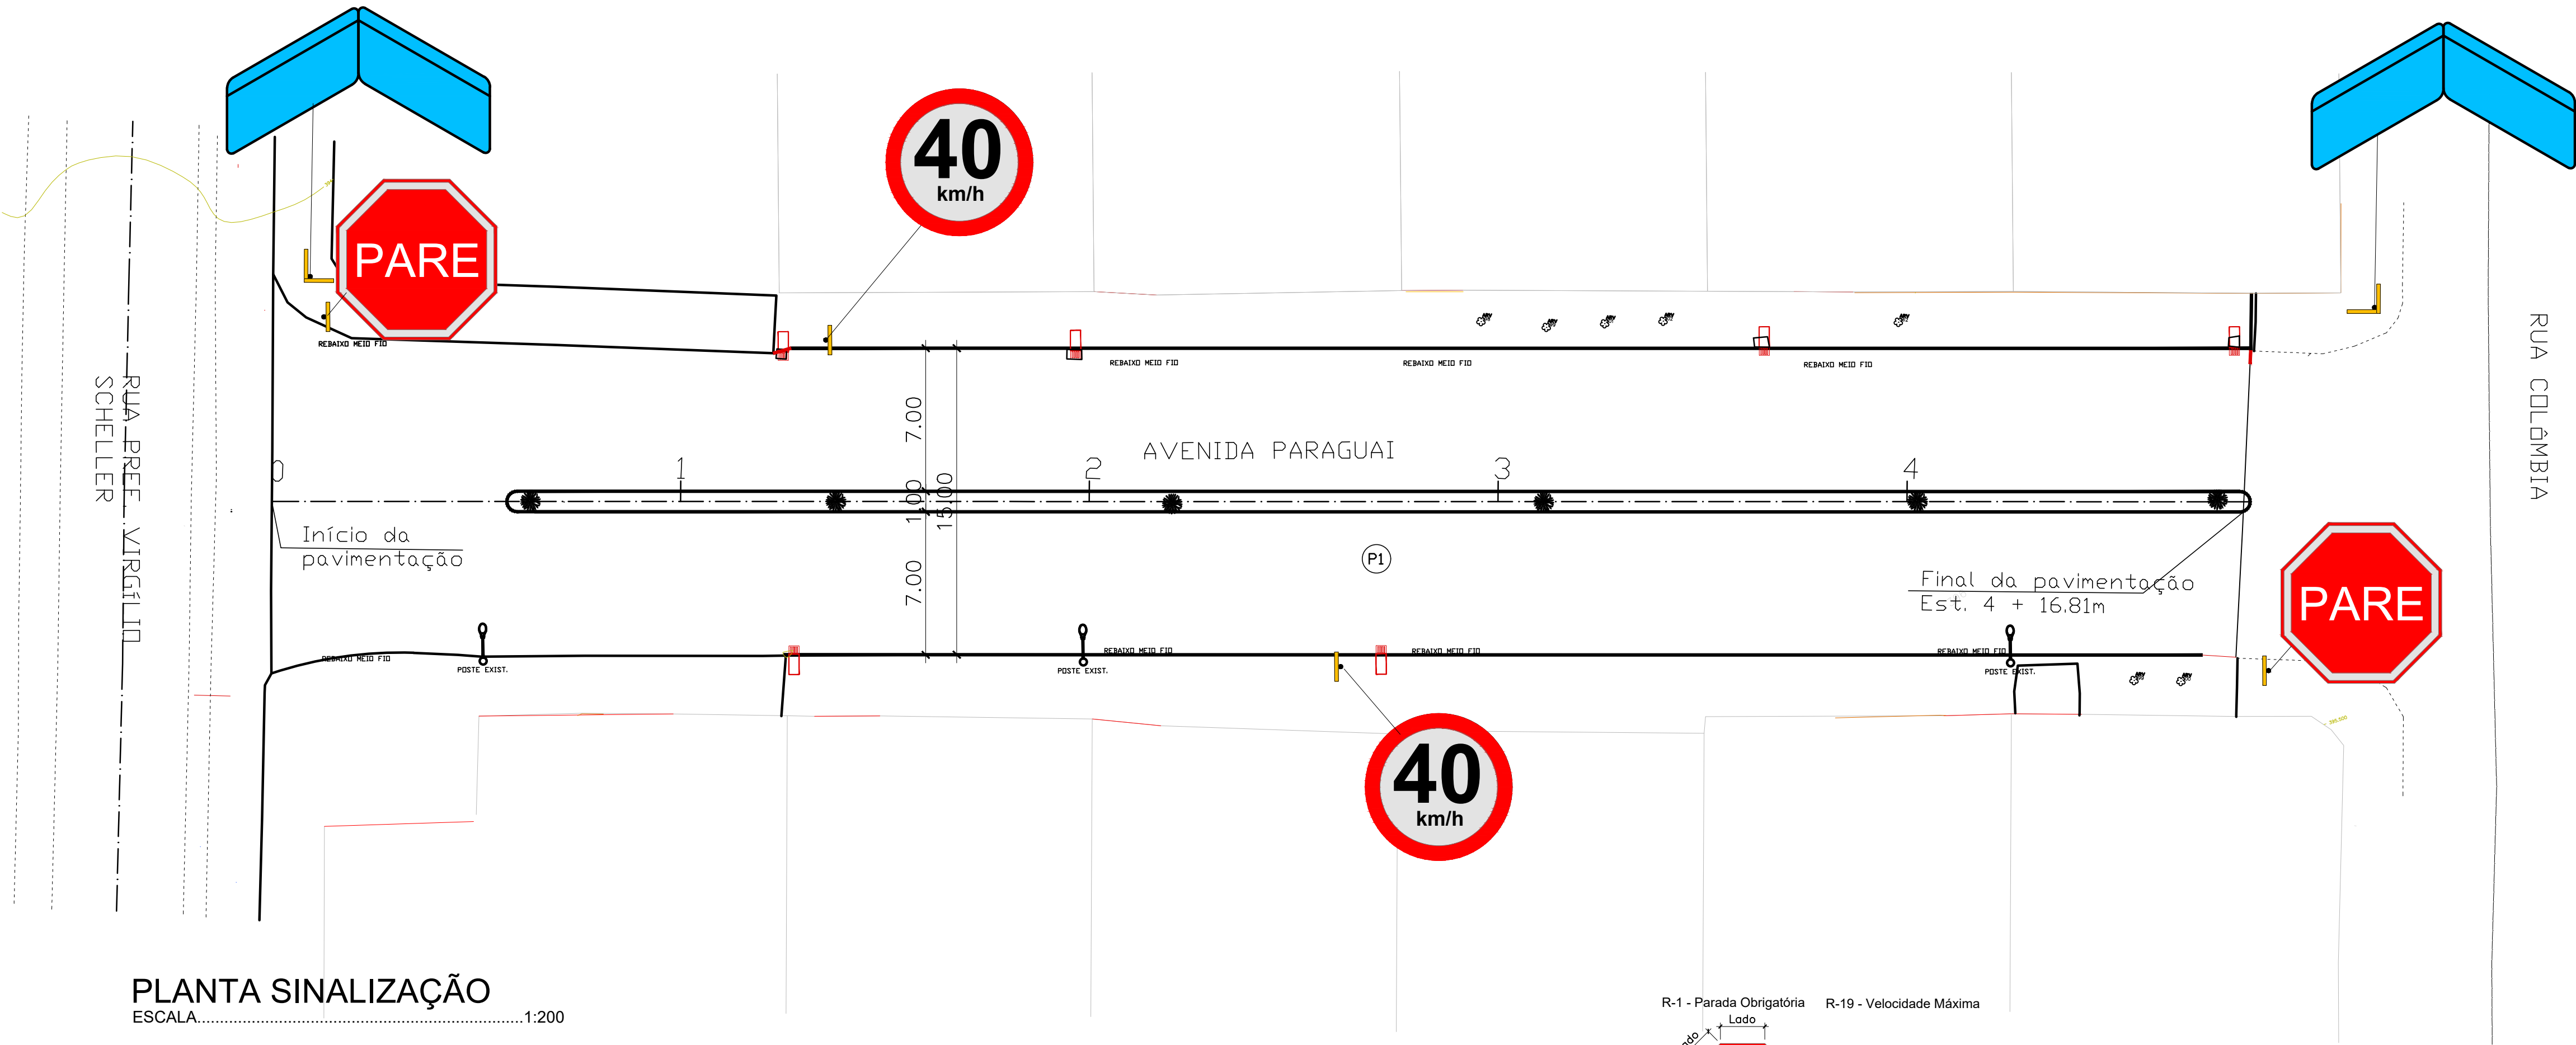 40
km/h
PARE
REBAIXO MEIO FIO
REBAIXO MEIO FIO
REBAIXO MEIO FIO
REBAIXO MEIO FIO
RUA PREF. VIRGÍLIO
SCHELLER
RUA COLÔMBIA
7.00
AVENIDA PARAGUAI
0
1
2
3
4
1.00
15.00
Início da
pavimentação
P1
7.00
Final da pavimentação
Est. 4 + 16.81m
PARE
REBAIXO MEIO FIO
POSTE EXIST.
REBAIXO MEIO FIO
POSTE EXIST.
REBAIXO MEIO FIO
REBAIXO MEIO FIO
POSTE EXIST.
40
km/h
PLANTA SINALIZAÇÃO
ESCALA...1:200
R-1 - Parada Obrigatória
R-19 - Velocidade Máxima
Lado